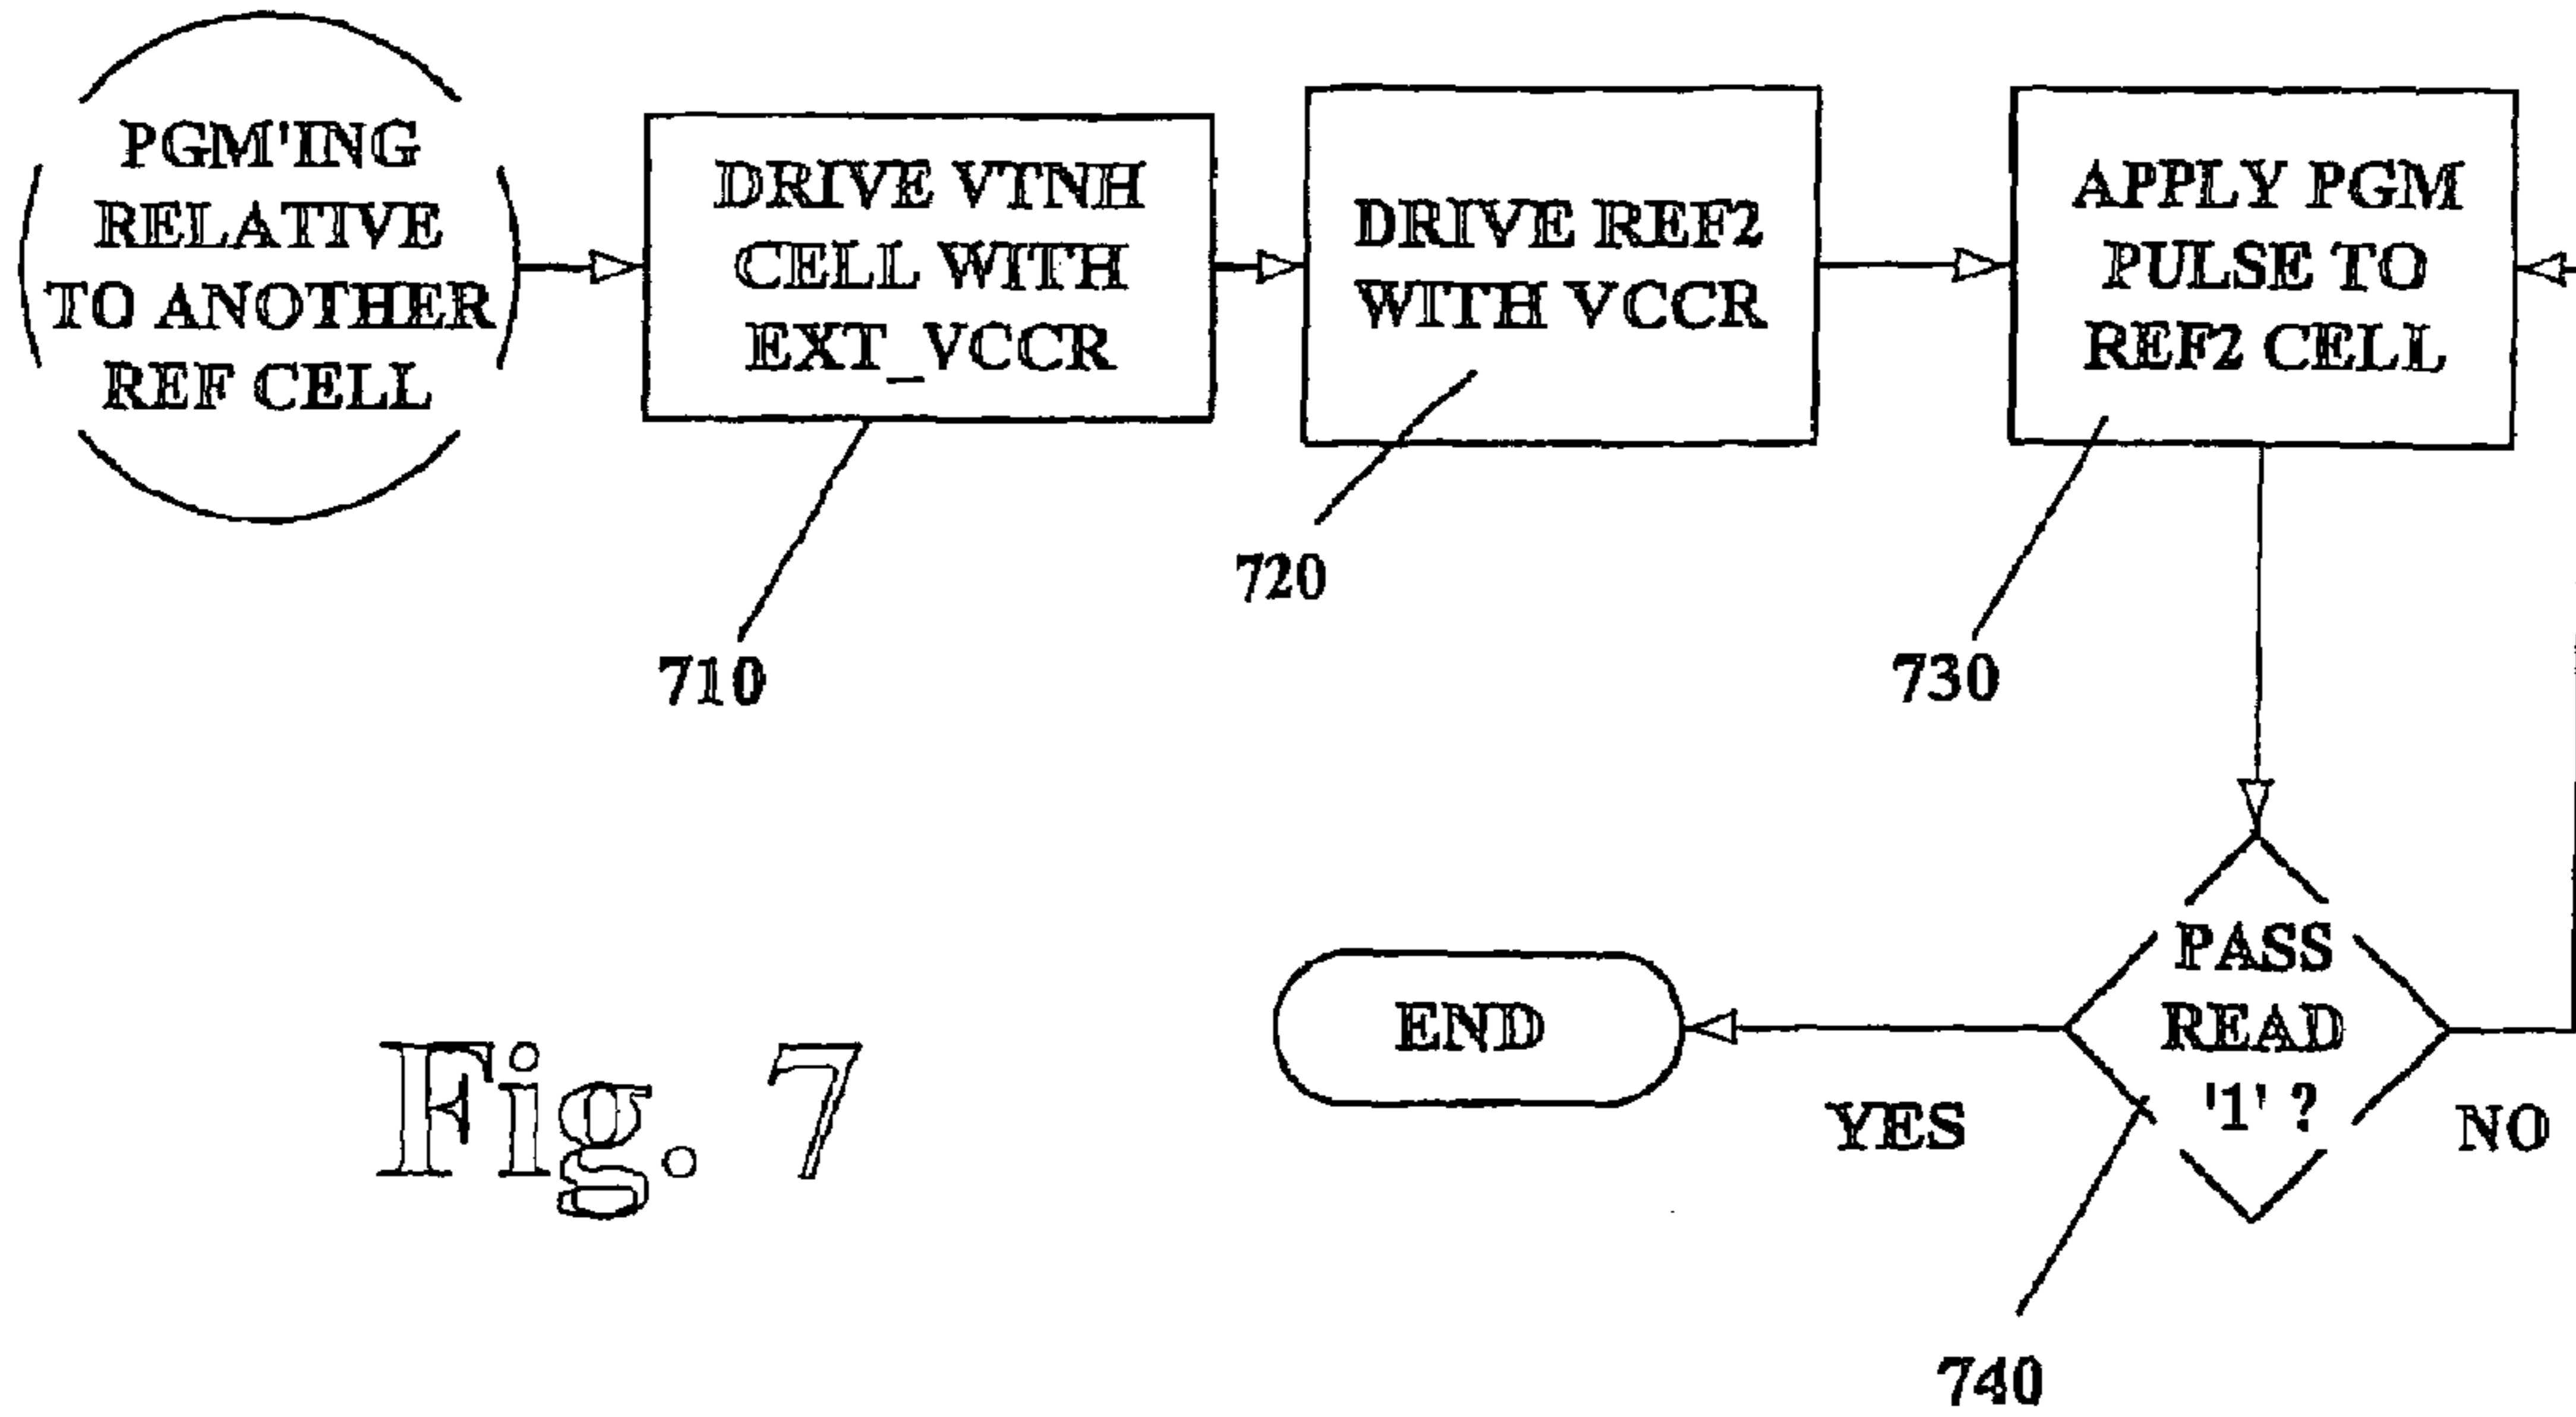 PGM'ING
RELATIVE
TO ANOTHER
REF CELL
DRIVE VTNH
CELL WITH
EXT_VCCR
710
DRIVE REF2
WITH VCCR
720
APPLY PGM
PULSE TO
REF2 CELL
730
PASS
READ
'1' ?
740
YES
NO
END
Fig. 7